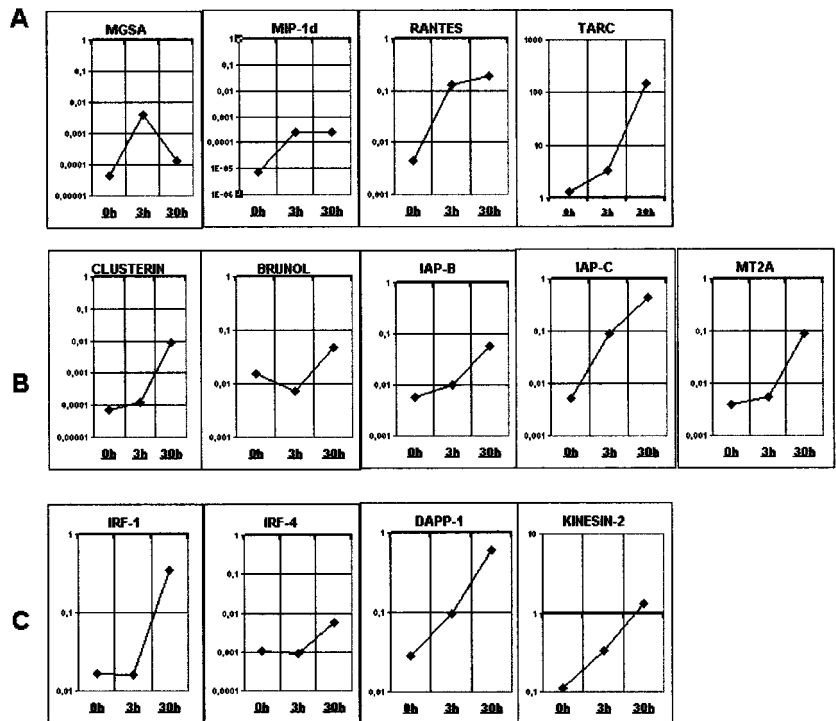 A
MGSA
1
0,1
0,01
0,001
0,0001
0,00001
0h 3h 30h
MIP-1d
1
0,1
0,01
0,0001
1E-05
1E-06
0h 3h 30h
RANTES
1
0,1
0,01
0,001
0h 3h 30h
TARC
1000
100
10
1
0h 3h 30h
B
CLUSTERIN
1
0,1
0,01
0,001
0,0001
0,00001
0h 3h 30h
BRUNOL
1
0,1
0,01
0,001
0h 3h 30h
IAP-B
1
0,1
0,01
0,001
0h 3h 30h
IAP-C
1
0,1
0,01
0,001
0h 3h 30h
MT2A
1
0,1
0,01
0,001
0h 3h 30h
C
IRF-1
1
0,1
0,01
0h 3h 30h
IRF-4
1
0,1
0,01
0,001
0,0001
0h 3h 30h
DAPP-1
1
0,1
0,01
0h 3h 30h
KINESIN-2
10
1
0,1
0h 3h 30h